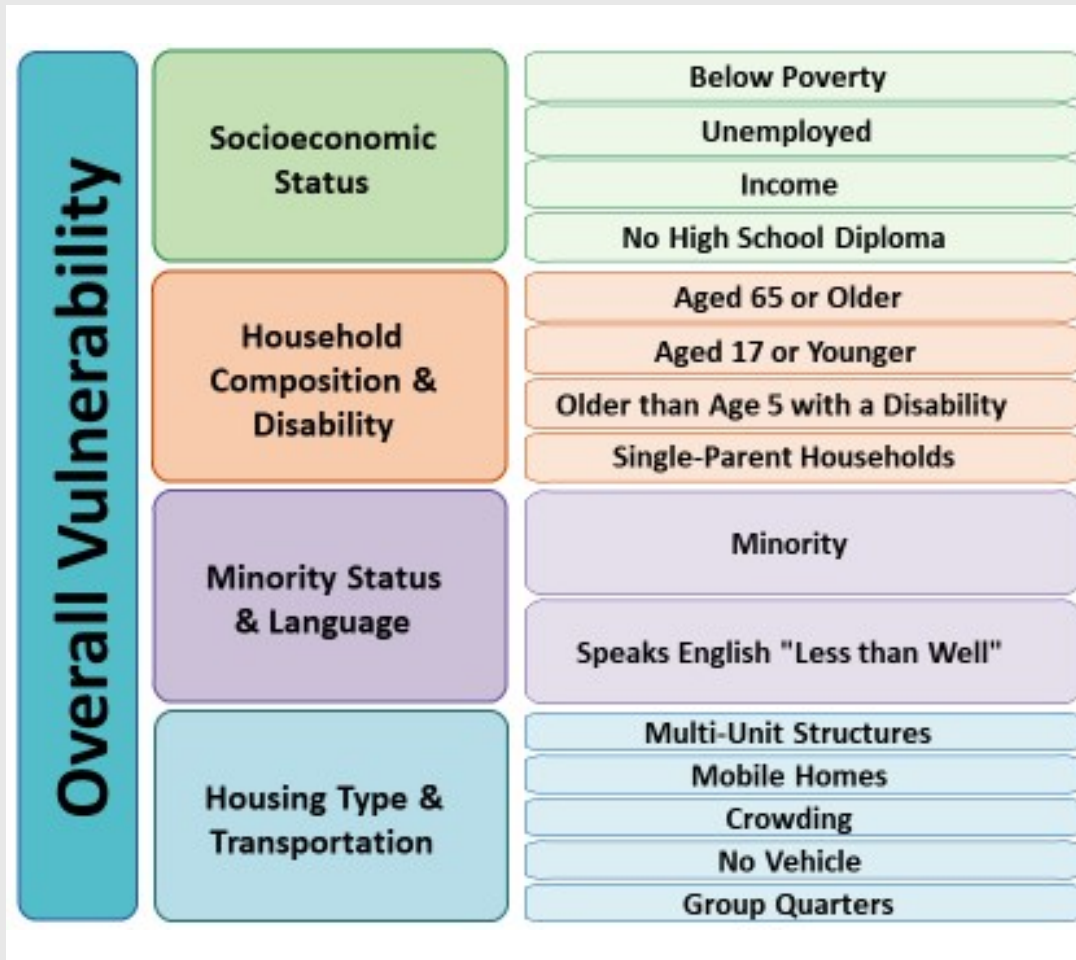 Overall Vulnerability
Socioeconomic
Status
Below Poverty
Unemployed
Income
No High School Diploma
Household
Composition &
Disability
Aged 65 or Older
Aged 17 or Younger
Older than Age 5 with a Disability
Single-Parent Households
Minority Status
& Language
Minority
Speaks English "Less than Well"
Housing Type &
Transportation
Multi-Unit Structures
Mobile Homes
Crowding
No Vehicle
Group Quarters